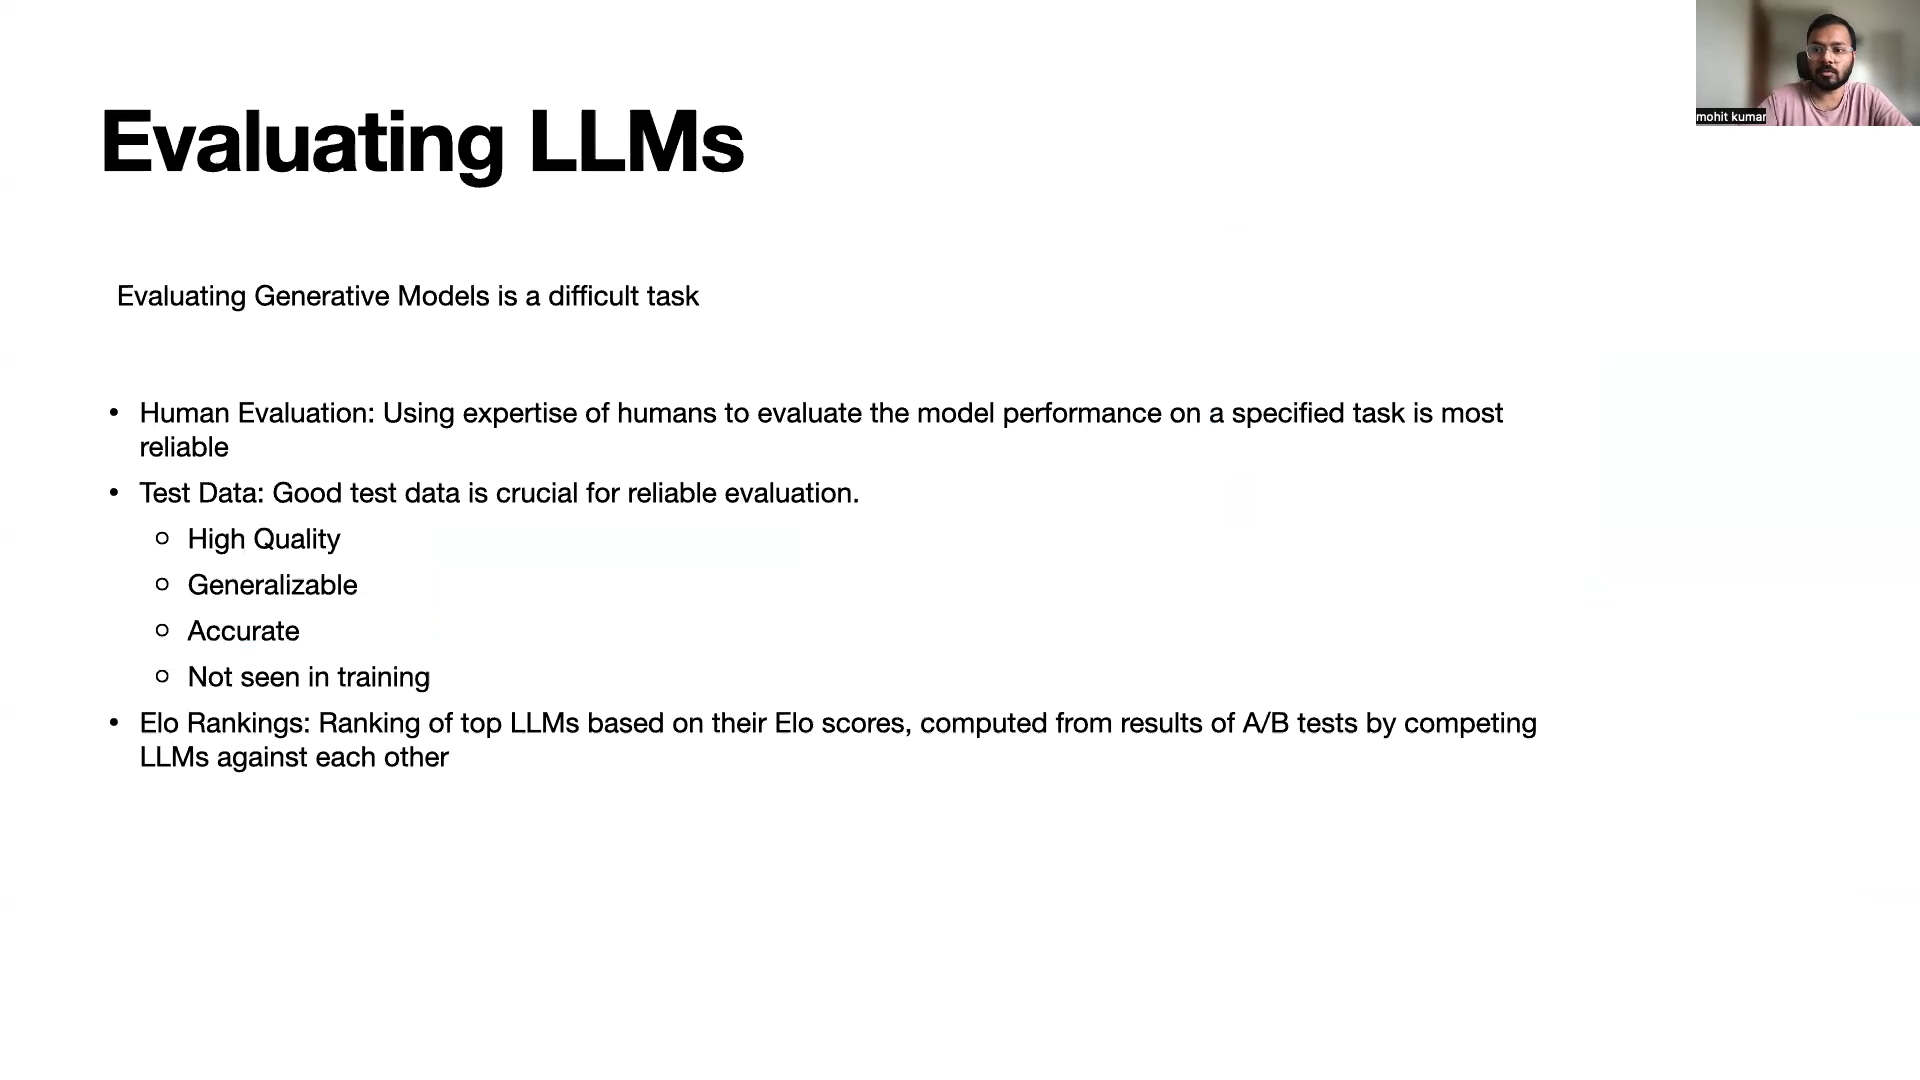 mohit kumar
Evaluating LLMs
Evaluating Generative Models is a difficult task
• Human Evaluation: Using expertise of humans to evaluate the model performance on a specified task is most
reliable
• Test Data: Good test data is crucial for reliable evaluation.
○ High Quality
○ Generalizable
○ Accurate
○ Not seen in training
• Elo Rankings: Ranking of top LLMs based on their Elo scores, computed from results of A/B tests by competing
LLMs against each other